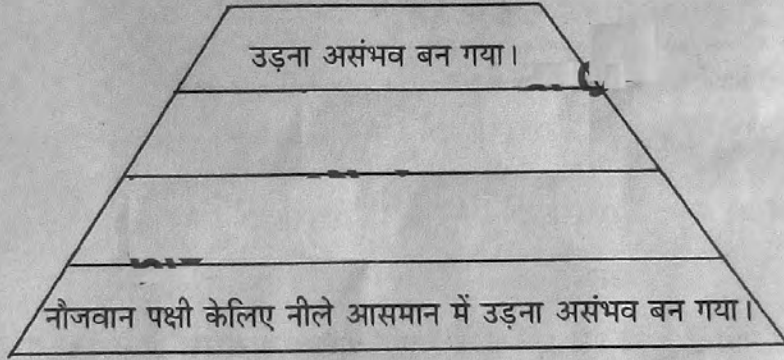 उड़ना असंभव बन गया।
नौजवान पक्षी केलिए नीले आसमान में उड़ना असंभव बन गया।